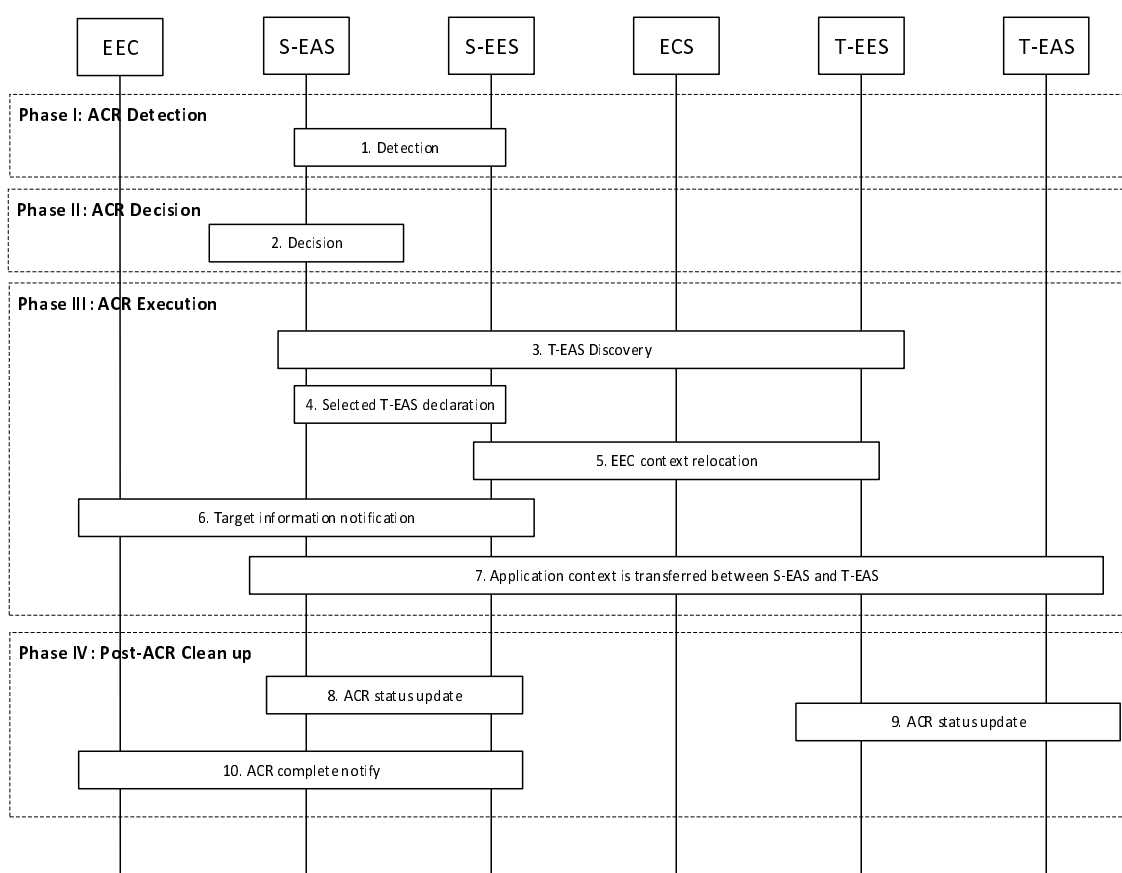 EEC
S-EAS
S-EES
ECS
T-EES
T-EAS
Phase I: ACR Detection
1. Detection
Phase II: ACR Decision
2. Decision
Phase III: ACR Execution
3. T-EAS Discovery
4. Selected T-EAS declaration
5. EEC context relocation
6. Target information notification
7. Application context is transferred between S-EAS and T-EAS
Phase IV: Post-ACR Clean up
8. ACR status update
9. ACR status update
10. ACR complete notify